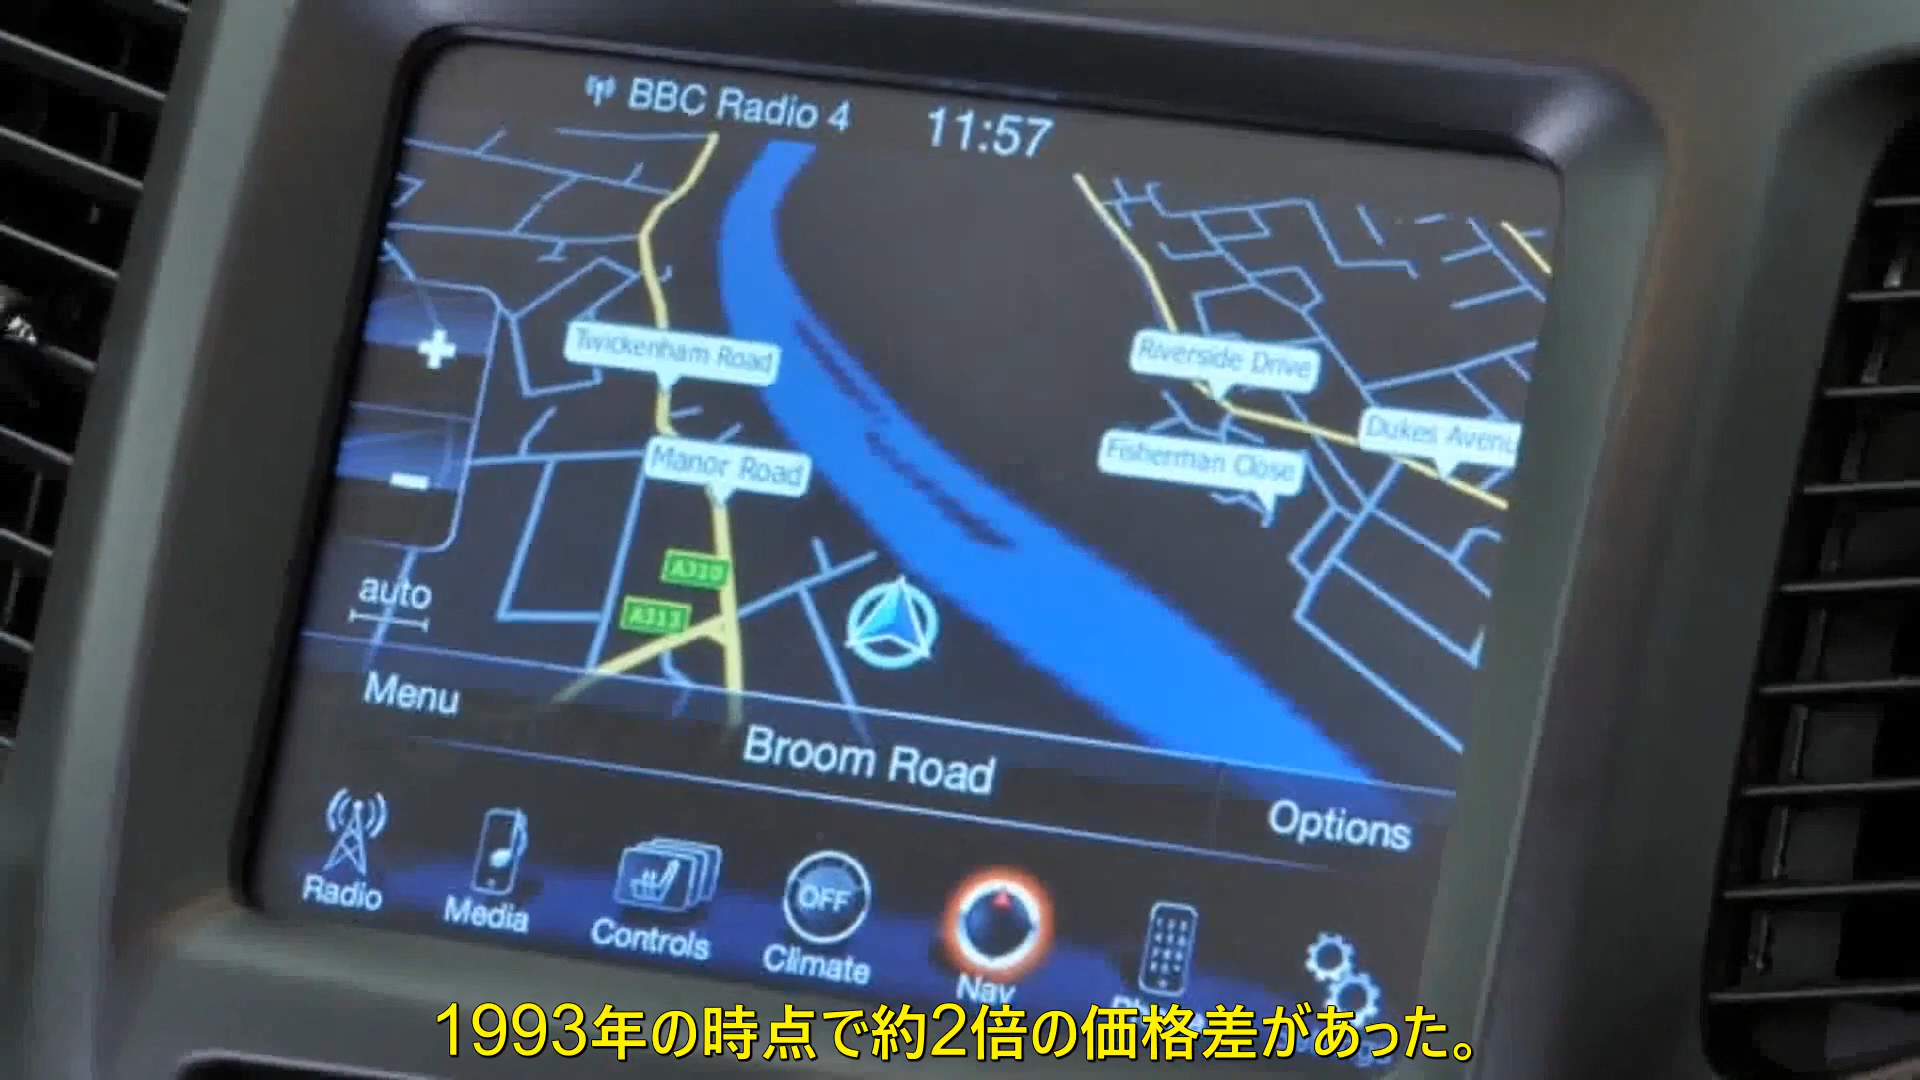 BBC Radio 4 11:57
Twickenham Road
Riverside Drive
Dukes Avenu
Manor Road
Fisherman Close
A310
A313
auto
Menu
Broom Road
Options
Radio
Media
Controls
OFF
Climate
Nav
1993年の時点で約2倍の価格差があった。